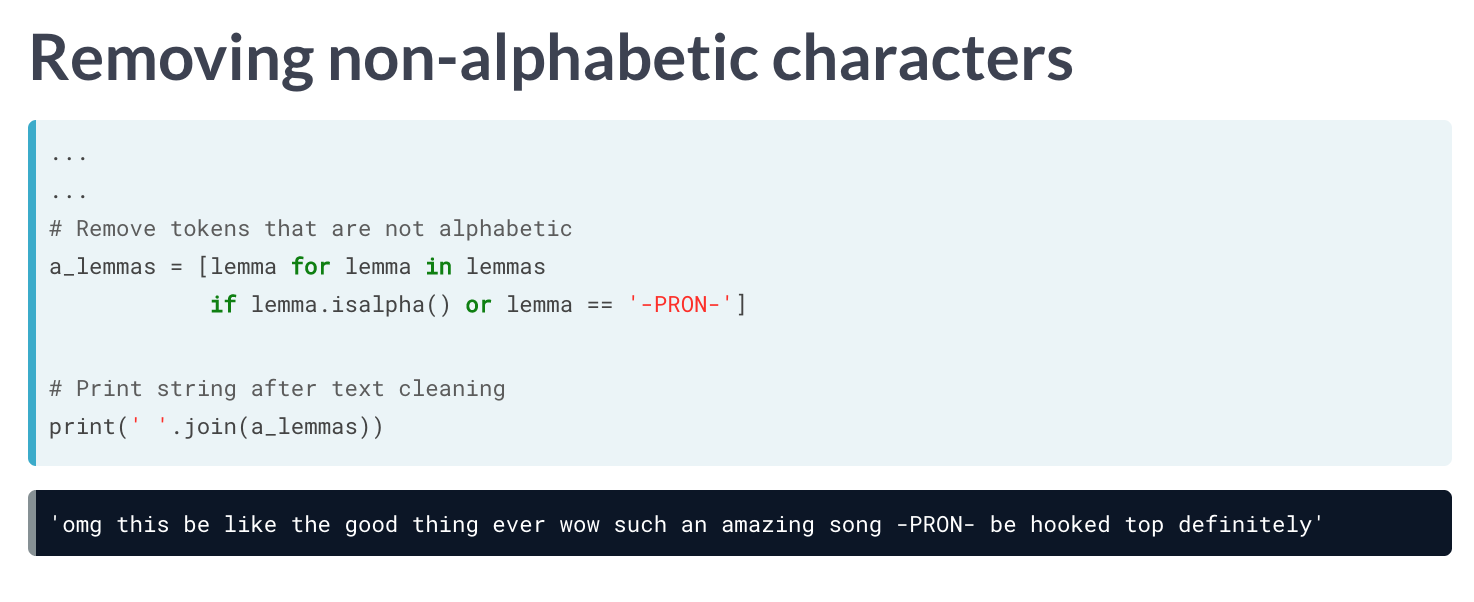 Removing non-alphabetic characters
...
...
# Remove tokens that are not alphabetic
a_lemmas = [lemma for lemma in lemmas
            if lemma.isalpha() or lemma == '-PRON-']
# Print string after text cleaning
print(' '.join(a_lemmas))
'omg this be like the good thing ever wow such an amazing song -PRON- be hooked top definitely'